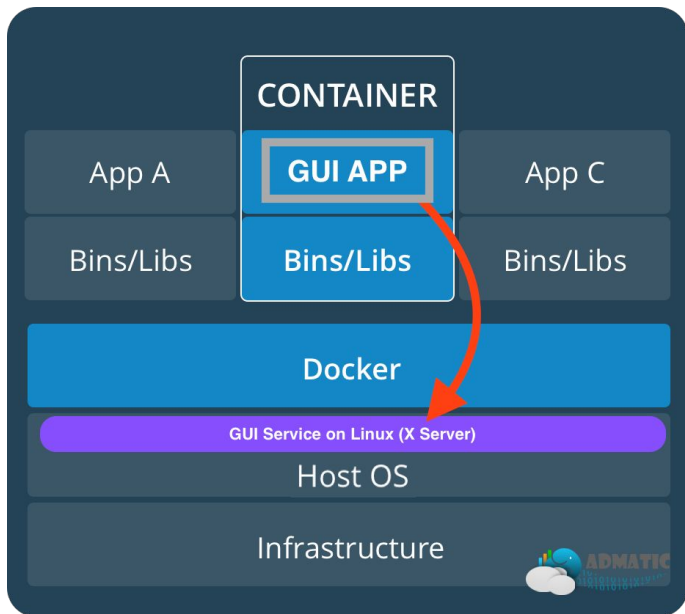 CONTAINER
App A
GUI APP
App C
Bins/Libs
Bins/Libs
Bins/Libs
Docker
GUI Service on Linux (X Server)
Host OS
Infrastructure
ADMATIC